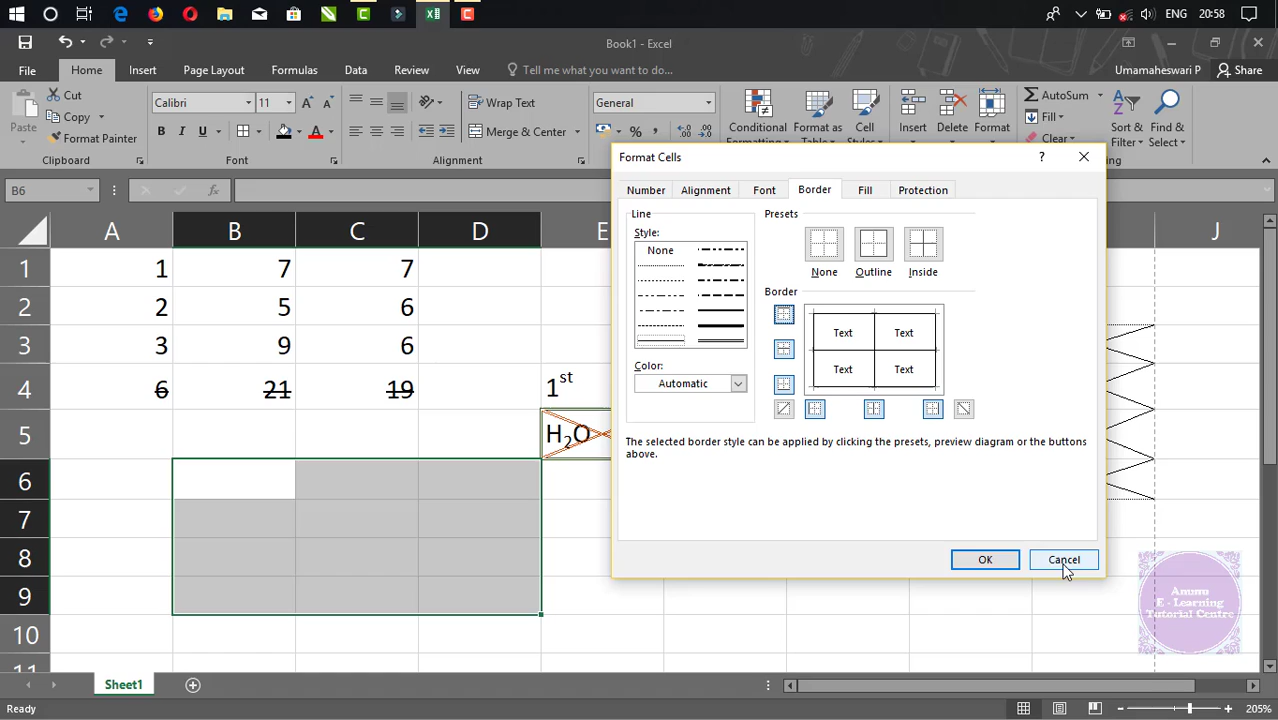 ENG 20:58
Book1 - Excel
File Home Insert Page Layout Formulas Data Review View Tell me what you want to do... Umamaheswari P Share
Paste
Cut
Copy
Format Painter
Clipboard
Calibri 11
B I U A
Font
Wrap Text
Merge & Center
Alignment
General
% ,
Conditional
Format as
Cell
Styles
Insert Delete Format
AutoSum
Fill
Clear
Sort &
Filter
Find &
Select
B6 fx
A B C D E J
1 1 7 7
2 2 5 6
3 3 9 6
4 6 21 19 1st
5 H2O
6
7
8
9
10
11
Format Cells ?
Number Alignment Font Border Fill Protection
Line
Style:
None
Color:
Automatic
Presets
None Outline Inside
Border
Text Text
Text Text
The selected border style can be applied by clicking the presets, preview diagram or the buttons
above.
OK Cancel
Anumu
E - Learning
Tutorial Centre
Sheet1
Ready 205%